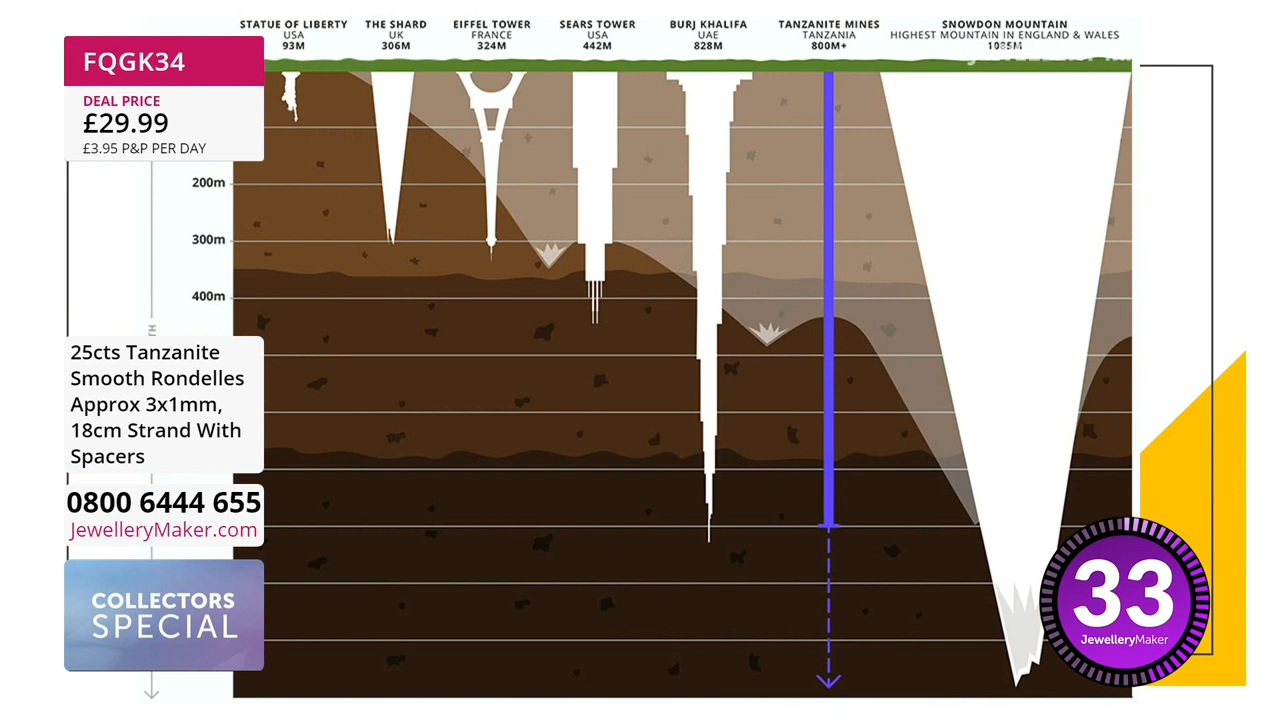 STATUE OF LIBERTY
USA
93M
THE SHARD
UK
306M
EIFFEL TOWER
FRANCE
324M
SEARS TOWER
USA
442M
BURJ KHALIFA
UAE
828M
TANZANITE MINES
TANZANIA
800M+
SNOWDON MOUNTAIN
HIGHEST MOUNTAIN IN ENGLAND & WALES
1085M
FQGK34
DEAL PRICE
£29.99
£3.95 P&P PER DAY
200m
300m
400m
25cts Tanzanite
Smooth Rondelles
Approx 3x1mm,
18cm Strand With
Spacers
0800 6444 655
JewelleryMaker.com
COLLECTORS
SPECIAL
33
JewelleryMaker